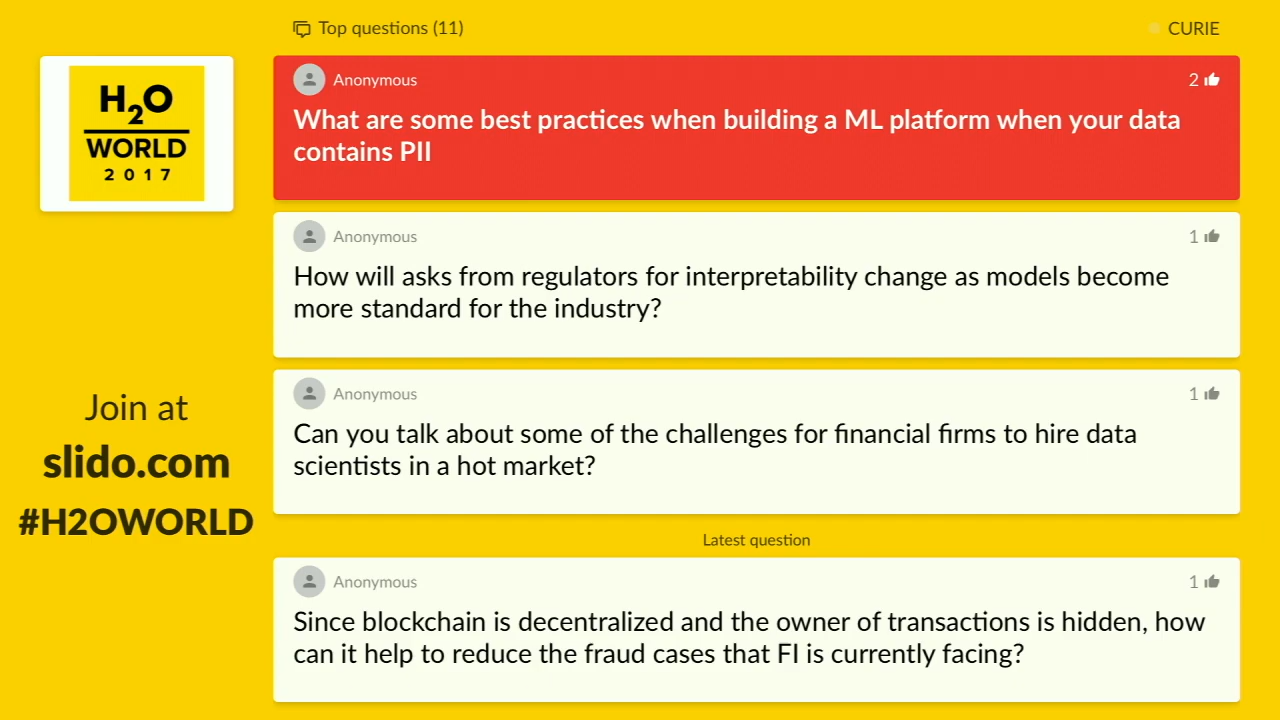 Top questions (11)
CURIE
H2O
WORLD
2017
Anonymous
2
What are some best practices when building a ML platform when your data
contains PII
Anonymous
1
How will asks from regulators for interpretability change as models become
more standard for the industry?
Anonymous
1
Can you talk about some of the challenges for financial firms to hire data
scientists in a hot market?
Join at
slido.com
#H2OWORLD
Latest question
Anonymous
1
Since blockchain is decentralized and the owner of transactions is hidden, how
can it help to reduce the fraud cases that FI is currently facing?